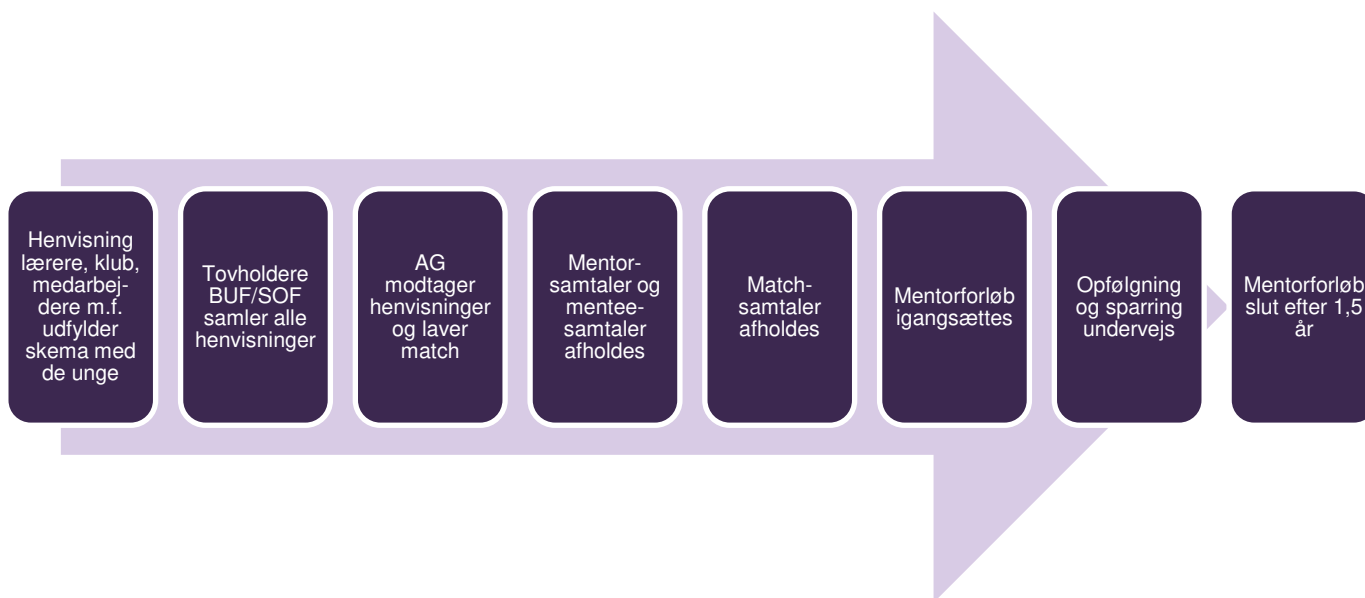 Henvisning
lærere, klub,
medarbej-
dere m.f.
udfylder
skema med
de unge
Tovholdere
BUF/SOF
samler alle
henvisninger
AG
modtager
henvisninger
og laver
match
Mentor-
samtaler og
mentee-
samtaler
afholdes
Match-
samtaler
afholdes
Mentorforløb
igangsættes
Opfølgning
og sparring
undervejs
Mentorforløb
slut efter 1,5
år